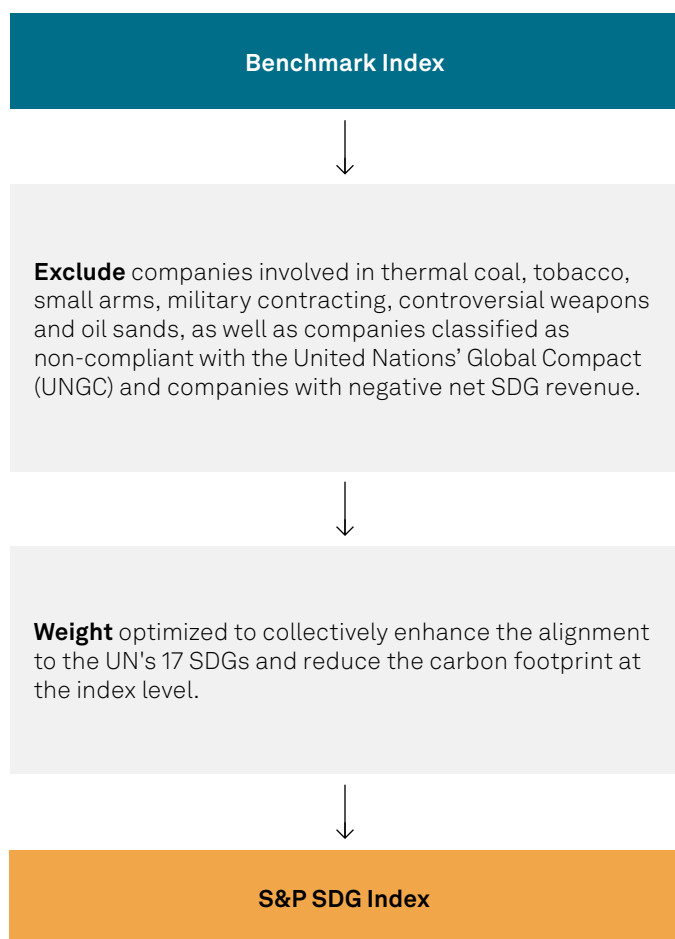 Benchmark Index
Exclude companies involved in thermal coal, tobacco,
small arms, military contracting, controversial weapons
and oil sands, as well as companies classified as
non-compliant with the United Nations’ Global Compact
(UNGC) and companies with negative net SDG revenue.
Weight optimized to collectively enhance the alignment
to the UN's 17 SDGs and reduce the carbon footprint at
the index level.
S&P SDG Index